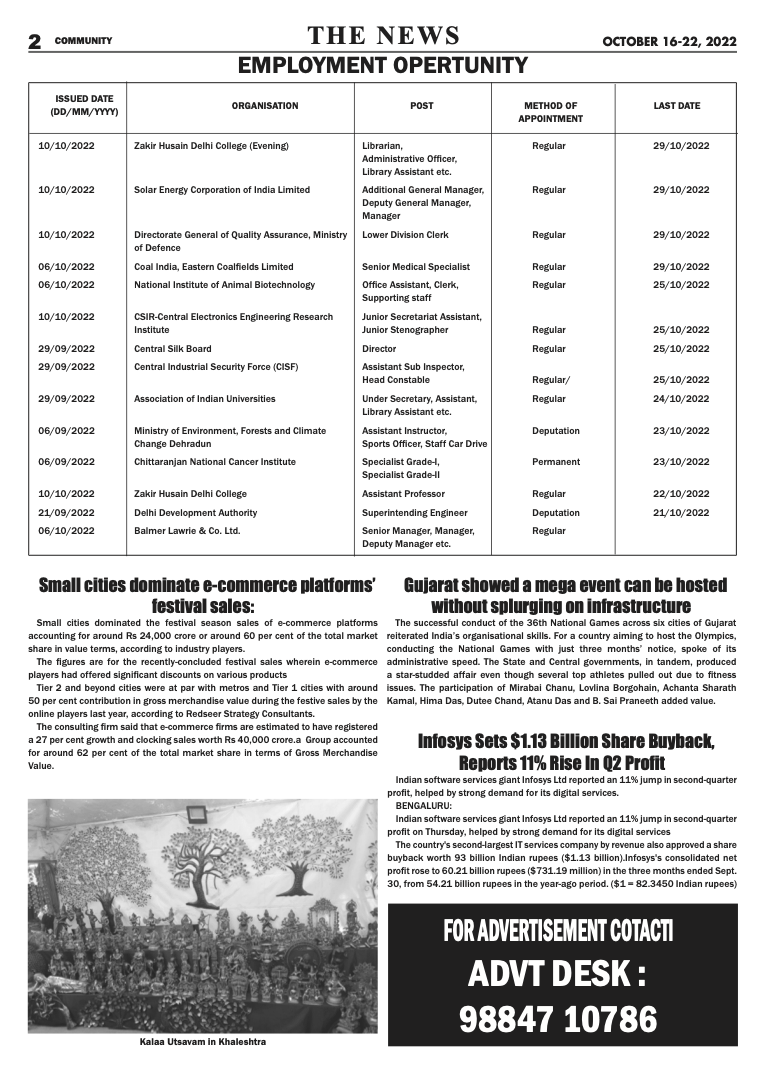 2 COMMUNITY THE NEWS OCTOBER 16-22, 2022
EMPLOYMENT OPERTUNITY
ISSUED DATE (DD/MM/YYYY) ORGANISATION POST METHOD OF APPOINTMENT LAST DATE
10/10/2022 Zakir Husain Delhi College (Evening) Librarian, Regular 29/10/2022
Administrative Officer,
Library Assistant etc.
10/10/2022 Solar Energy Corporation of India Limited Additional General Manager, Regular 29/10/2022
Deputy General Manager,
Manager
10/10/2022 Directorate General of Quality Assurance, Ministry Lower Division Clerk Regular 29/10/2022
of Defence
06/10/2022 Coal India, Eastern Coalfields Limited Senior Medical Specialist Regular 29/10/2022
06/10/2022 National Institute of Animal Biotechnology Office Assistant, Clerk, Regular 25/10/2022
Supporting staff
10/10/2022 CSIR-Central Electronics Engineering Research Junior Secretariat Assistant,
Institute Junior Stenographer Regular 25/10/2022
29/09/2022 Central Silk Board Director Regular 25/10/2022
29/09/2022 Central Industrial Security Force (CISF) Assistant Sub Inspector,
Head Constable Regular/ 25/10/2022
29/09/2022 Association of Indian Universities Under Secretary, Assistant, Regular 24/10/2022
Library Assistant etc.
06/09/2022 Ministry of Environment, Forests and Climate Assistant Instructor, Deputation 23/10/2022
Change Dehradun Sports Officer, Staff Car Drive
06/09/2022 Chittaranjan National Cancer Institute Specialist Grade-I, Permanent 23/10/2022
Specialist Grade-II
10/10/2022 Zakir Husain Delhi College Assistant Professor Regular 22/10/2022
21/09/2022 Delhi Development Authority Superintending Engineer Deputation 21/10/2022
06/10/2022 Balmer Lawrie & Co. Ltd. Senior Manager, Manager, Regular
Deputy Manager etc.
Small cities dominate e-commerce platforms'
festival sales:
Small cities dominated the festival season sales of e-commerce platforms
accounting for around Rs 24,000 crore or around 60 per cent of the total market
share in value terms, according to industry players.
The figures are for the recently-concluded festival sales wherein e-commerce
players had offered significant discounts on various products
Tier 2 and beyond cities were at par with metros and Tier 1 cities with around
50 per cent contribution in gross merchandise value during the festive sales by the
online players last year, according to Redseer Strategy Consultants.
The consulting firm said that e-commerce firms are estimated to have registered
a 27 per cent growth and clocking sales worth Rs 40,000 crore.a Group accounted
for around 62 per cent of the total market share in terms of Gross Merchandise
Value.
Kalaa Utsavam in Khaleshtra
Gujarat showed a mega event can be hosted
without splurging on infrastructure
The successful conduct of the 36th National Games across six cities of Gujarat
reiterated India's organisational skills. For a country aiming to host the Olympics,
conducting the National Games with just three months' notice, spoke of its
administrative speed. The State and Central governments, in tandem, produced
a star-studded affair even though several top athletes pulled out due to fitness
issues. The participation of Mirabai Chanu, Lovlina Borgohain, Achanta Sharath
Kamal, Hima Das, Dutee Chand, Atanu Das and B. Sai Praneeth added value.
Infosys Sets $1.13 Billion Share Buyback,
Reports 11% Rise In Q2 Profit
Indian software services giant Infosys Ltd reported an 11% jump in second-quarter
profit, helped by strong demand for its digital services.
BENGALURU:
Indian software services giant Infosys Ltd reported an 11% jump in second-quarter
profit on Thursday, helped by strong demand for its digital services
The country's second-largest IT services company by revenue also approved a share
buyback worth 93 billion Indian rupees ($1.13 billion).Infosys's consolidated net
profit rose to 60.21 billion rupees ($731.19 million) in the three months ended Sept.
30, from 54.21 billion rupees in the year-ago period. ($1 = 82.3450 Indian rupees)
FOR ADVERTISEMENT COTACTI
ADVT DESK :
98847 10786